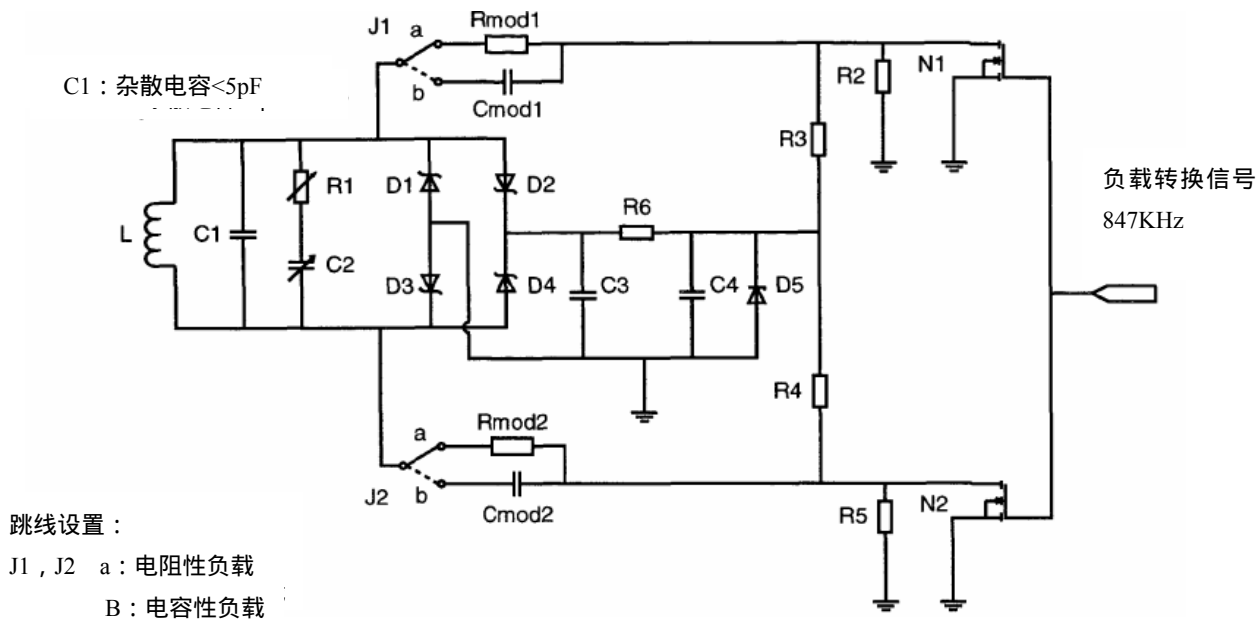 J1
a
Rmod1
b
Cmod1
C1：杂散电容<5pF
R2
N1
R3
R1
D1
D2
负载转换信号
847KHz
L
C1
R6
C2
D3
D4
C3
C4
D5
R4
a
Rmod2
J2
b
Cmod2
R5
N2
跳线设置：
J1，J2 a：电阻性负载
B：电容性负载